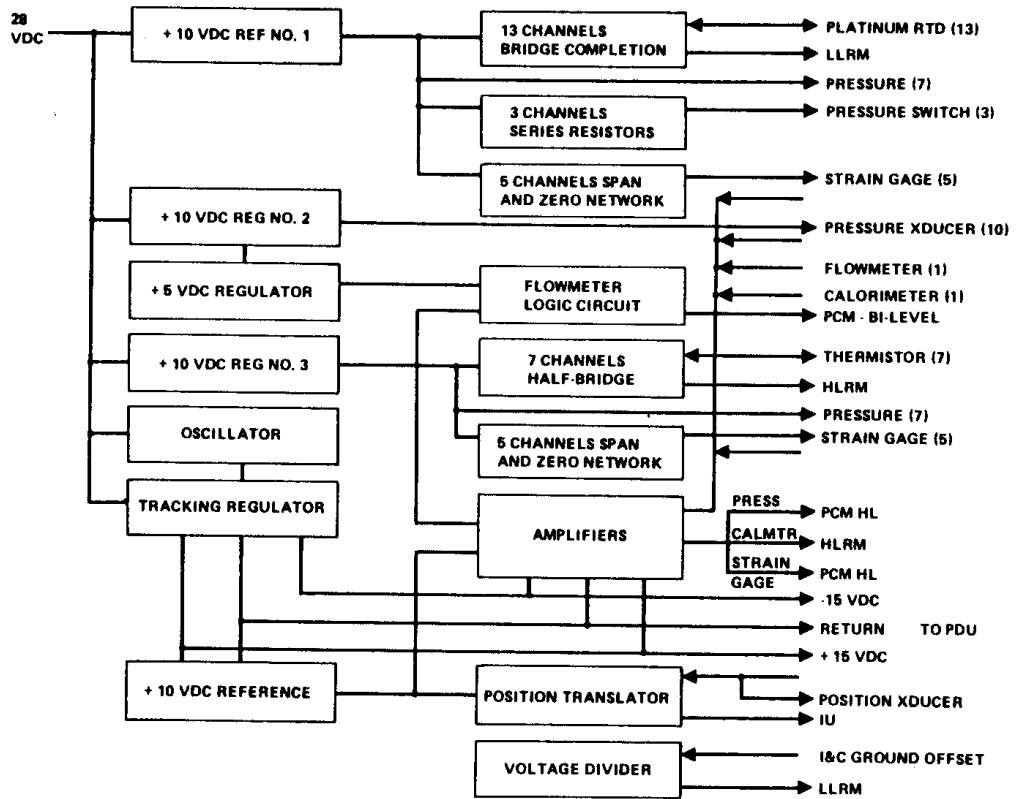 28
VDC
+ 10 VDC REF NO. 1
13 CHANNELS
BRIDGE COMPLETION
PLATINUM RTD (13)
LLRM
PRESSURE (7)
3 CHANNELS
SERIES RESISTORS
PRESSURE SWITCH (3)
5 CHANNELS SPAN
AND ZERO NETWORK
STRAIN GAGE (5)
+ 10 VDC REG NO. 2
PRESSURE XDUCER (10)
+ 5 VDC REGULATOR
FLOWMETER
LOGIC CIRCUIT
FLOWMETER (1)
CALORIMETER (1)
PCM - BI-LEVEL
+ 10 VDC REG NO. 3
7 CHANNELS
HALF-BRIDGE
THERMISTOR (7)
HLRM
PRESSURE (7)
OSCILLATOR
5 CHANNELS SPAN
AND ZERO NETWORK
STRAIN GAGE (5)
TRACKING REGULATOR
AMPLIFIERS
PRESS
PCM HL
CALMTR
HLRM
STRAIN
GAGE
PCM HL
-15 VDC
RETURN TO PDU
+ 15 VDC
+ 10 VDC REFERENCE
POSITION TRANSLATOR
POSITION XDUCER
IU
VOLTAGE DIVIDER
I&C GROUND OFFSET
LLRM